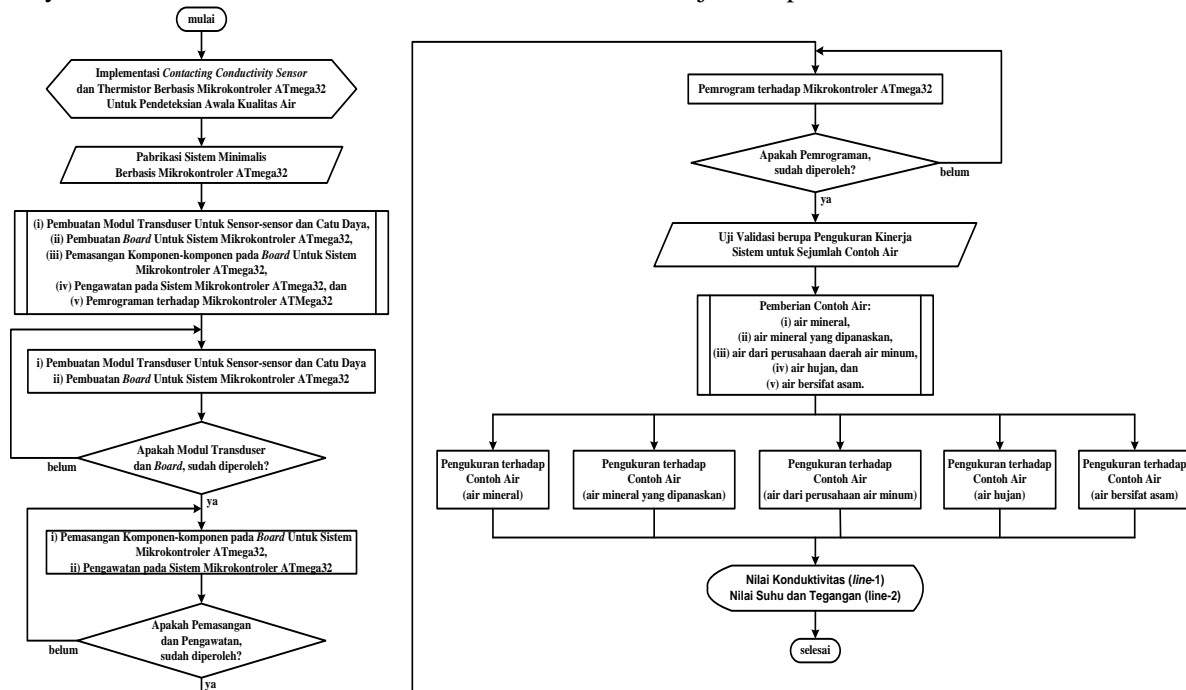 mulai
Implementasi Contacting Conductivity Sensor
dan Thermistor Berbasis Mikrokontroler ATmega32
Untuk Pendeteksian Awala Kualitas Air
Pabrikasi Sistem Minimalis
Berbasis Mikrokontroler ATmega32
(i) Pembuatan Modul Transduser Untuk Sensor-sensor dan Catu Daya,
(ii) Pembuatan Board Untuk Sistem Mikrokontroler ATmega32,
(iii) Pemasangan Komponen-komponen pada Board Untuk Sistem
Mikrokontroler ATmega32,
(iv) Pengawatan pada Sistem Mikrokontroler ATmega32, dan
(v) Pemrograman terhadap Mikrokontroler ATMega32
i) Pembuatan Modul Transduser Untuk Sensor-sensor dan Catu Daya
ii) Pembuatan Board Untuk Sistem Mikrokontroler ATmega32
Apakah Modul Transduser
dan Board, sudah diperoleh?
belum
ya
i) Pemasangan Komponen-komponen pada Board Untuk Sistem
Mikrokontroler ATmega32,
ii) Pengawatan pada Sistem Mikrokontroler ATmega32
Apakah Pemasangan
dan Pengawatan,
sudah diperoleh?
belum
ya
Pemrogram terhadap Mikrokontroler ATmega32
Apakah Pemrograman,
sudah diperoleh?
belum
ya
Uji Validasi berupa Pengukuran Kinerja
Sistem untuk Sejumlah Contoh Air
Pemberian Contoh Air:
(i) air mineral,
(ii) air mineral yang dipanaskan,
(iii) air dari perusahaan daerah air minum,
(iv) air hujan, dan
(v) air bersifat asam.
Pengukuran terhadap
Contoh Air
(air mineral)
Pengukuran terhadap
Contoh Air
(air mineral yang dipanaskan)
Pengukuran terhadap
Contoh Air
(air dari perusahaan air minum)
Pengukuran terhadap
Contoh Air
(air hujan)
Pengukuran terhadap
Contoh Air
(air bersifat asam)
Nilai Konduktivitas (line-1)
Nilai Suhu dan Tegangan (line-2)
selesai